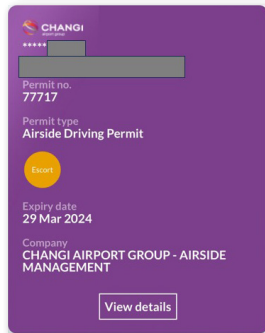 CHANGI
airport group
*****
Permit no.
77717
Permit type
Airside Driving Permit
Escort
Expiry date
29 Mar 2024
Company
CHANGI AIRPORT GROUP - AIRSIDE
MANAGEMENT
View details